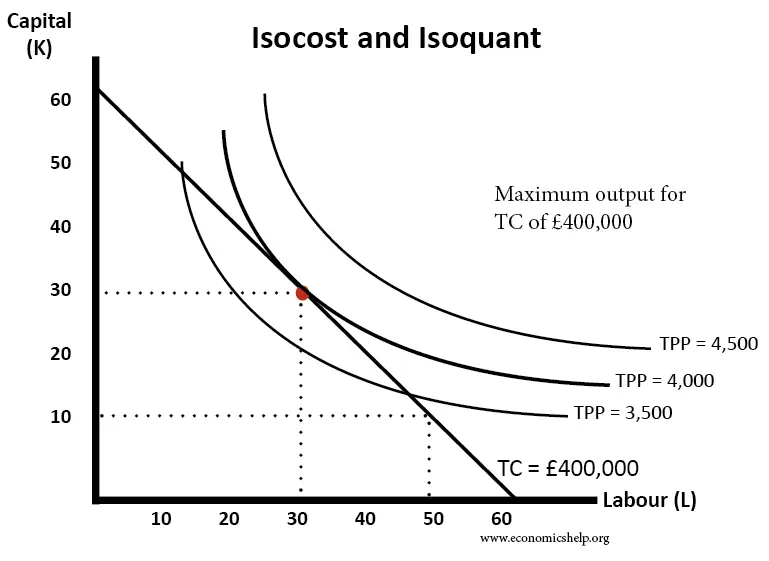 Capital
(K)
Isocost and Isoquant
60
50
40
30
20
10
Maximum output for
TC of £400,000
TPP = 4,500
TPP = 4,000
TPP = 3,500
TC = £400,000
Labour (L)
10 20 30 40 50 60
www.economicshelp.org